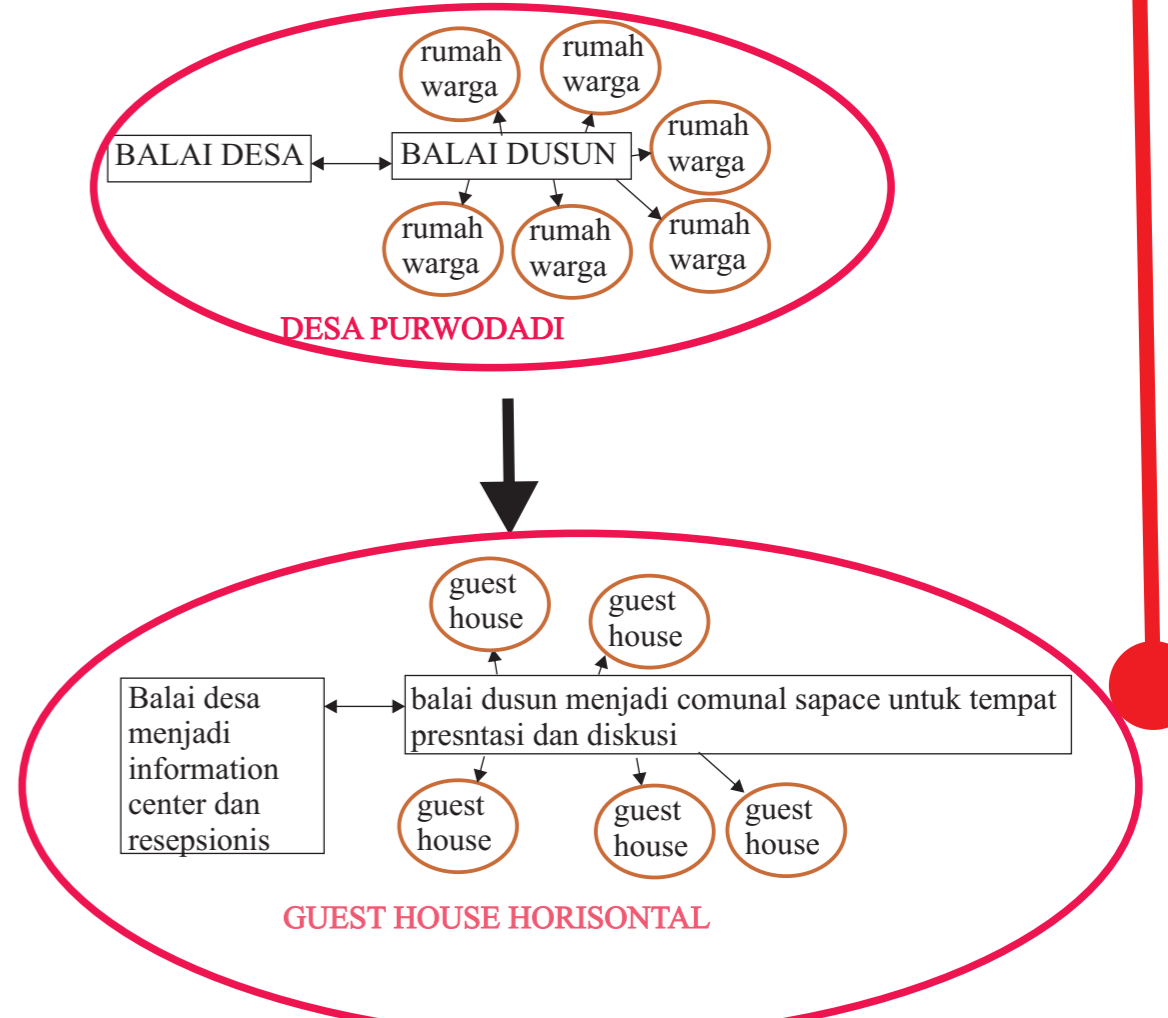 rumah
warga
rumah
warga
rumah
warga
BALAI DESA
BALAI DUSUN
rumah
warga
rumah
warga
rumah
warga
DESA PURWODADI
guest
house
guest
house
Balai desa
menjadi
information
center dan
resepsionis
balai dusun menjadi comunal sapace untuk tempat
presntasi dan diskusi
guest
house
guest
house
guest
house
GUEST HOUSE HORISONTAL